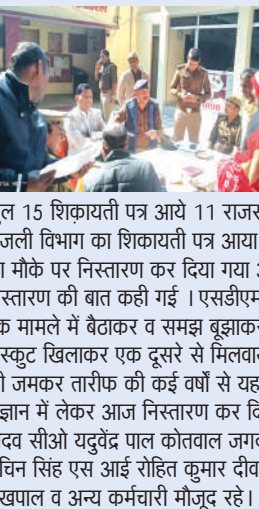 ल 15 शिक़ायती पत्र आये 11 राजस
जली विभाग का शिकायती पत्र आया
ा मौके पर निस्तारण कर दिया गया अ
स्तारण की बात कही गई । एसडीएम
क मामले में बैठाकर व समझ बूझाकर
स्कुट खिलाकर एक दूसरे से मिलवाय
ी जमकर तारीफ की कई वर्षों से यह
ज्ञान में लेकर आज निस्तारण कर दि
दव सीओ यदुवेंद्र पाल कोतवाल जगव
चिन सिंह एस आई रोहित कुमार दीव
खपाल व अन्य कर्मचारी मौजूद रहे ।